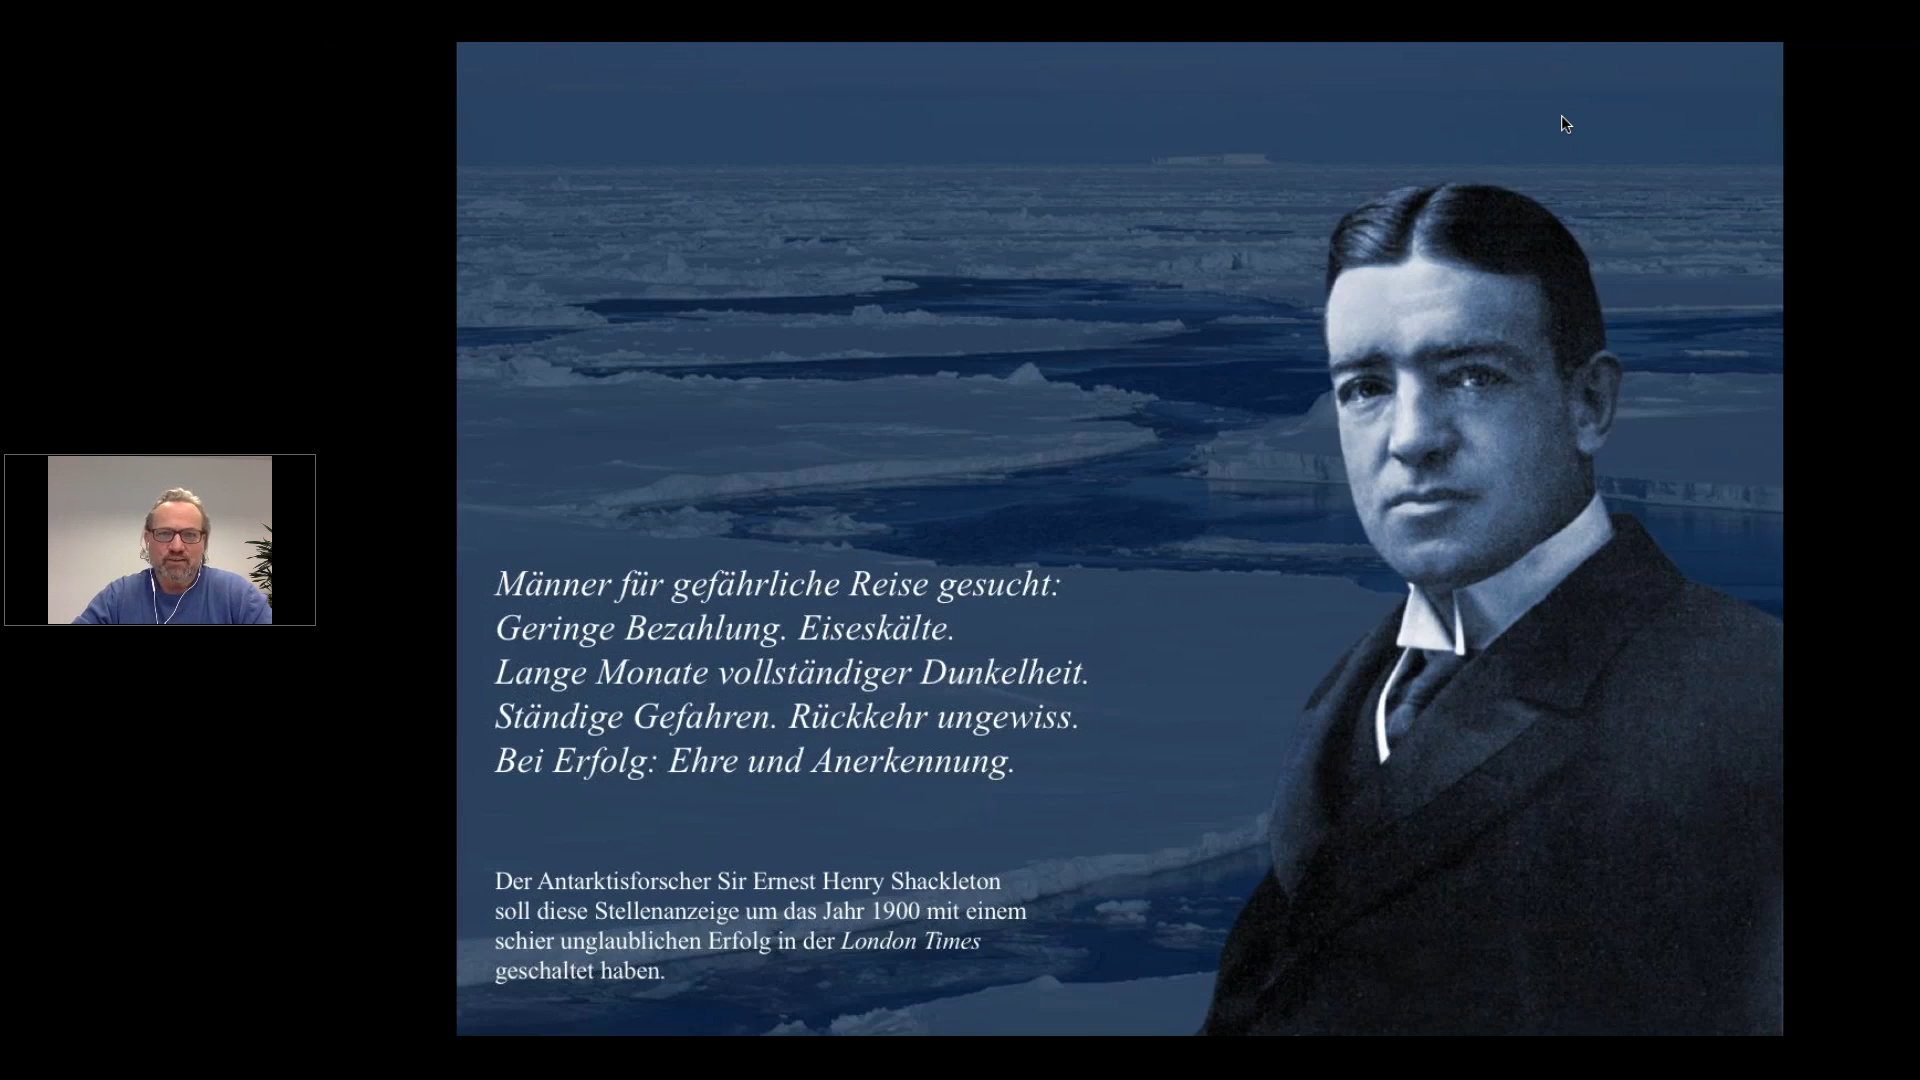 Männer für gefährliche Reise gesucht:
Geringe Bezahlung. Eiseskälte.
Lange Monate vollständiger Dunkelheit.
Ständige Gefahren. Rückkehr ungewiss.
Bei Erfolg: Ehre und Anerkennung.
Der Antarktisforscher Sir Ernest Henry Shackleton
soll diese Stellenanzeige um das Jahr 1900 mit einem
schier unglaublichen Erfolg in der London Times
geschaltet haben.